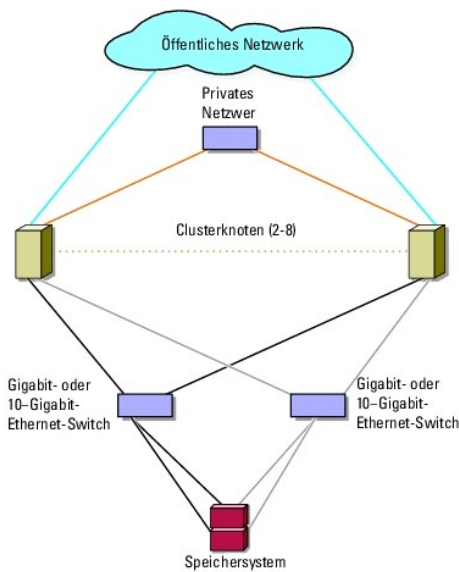 Öffentliches Netzwerk
Privates
Netzwer
Clusterknoten (2-8)
Gigabit- oder
10–Gigabit-
Ethernet-Switch
Gigabit- oder
10–Gigabit-
Ethernet-Switch
Speichersystem